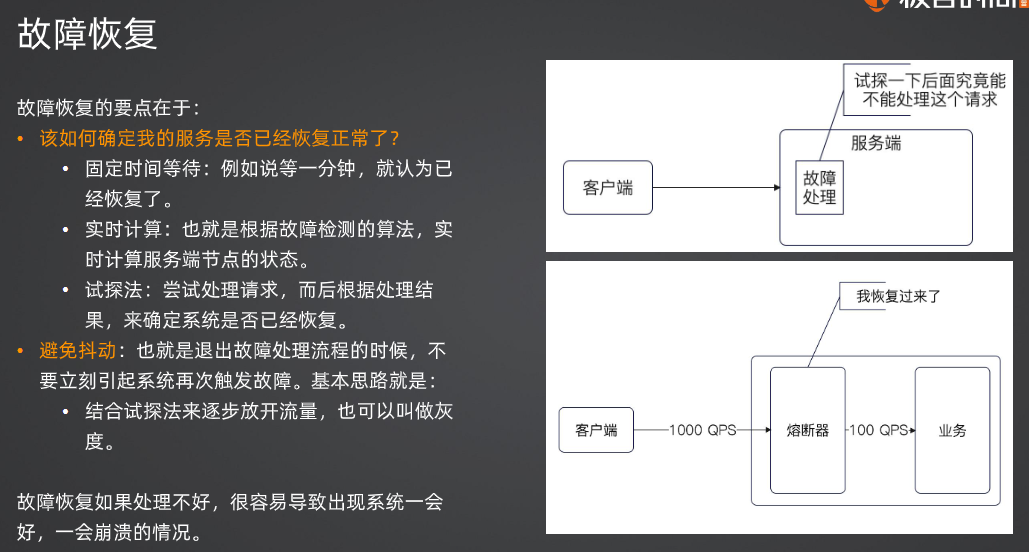 故障恢复
故障恢复的要点在于：
• 该如何确定我的服务是否已经恢复正常了？
• 固定时间等待：例如说等一分钟，就认为已
经恢复了。
• 实时计算：也就是根据故障检测的算法，实
时计算服务端节点的状态。
• 试探法：尝试处理请求，而后根据处理结
果，来确定系统是否已经恢复。
• 避免抖动：也就是退出故障处理流程的时候，不
要立刻引起系统再次触发故障。基本思路就是：
• 结合试探法来逐步放开流量，也可以叫做灰
度。
故障恢复如果处理不好，很容易导致出现系统一会
好，一会崩溃的情况。
试探一下后面究竟能
不能处理这个请求
服务端
客户端
故障
处理
我恢复过来了
客户端
1000 QPS
熔断器
100 QPS
业务